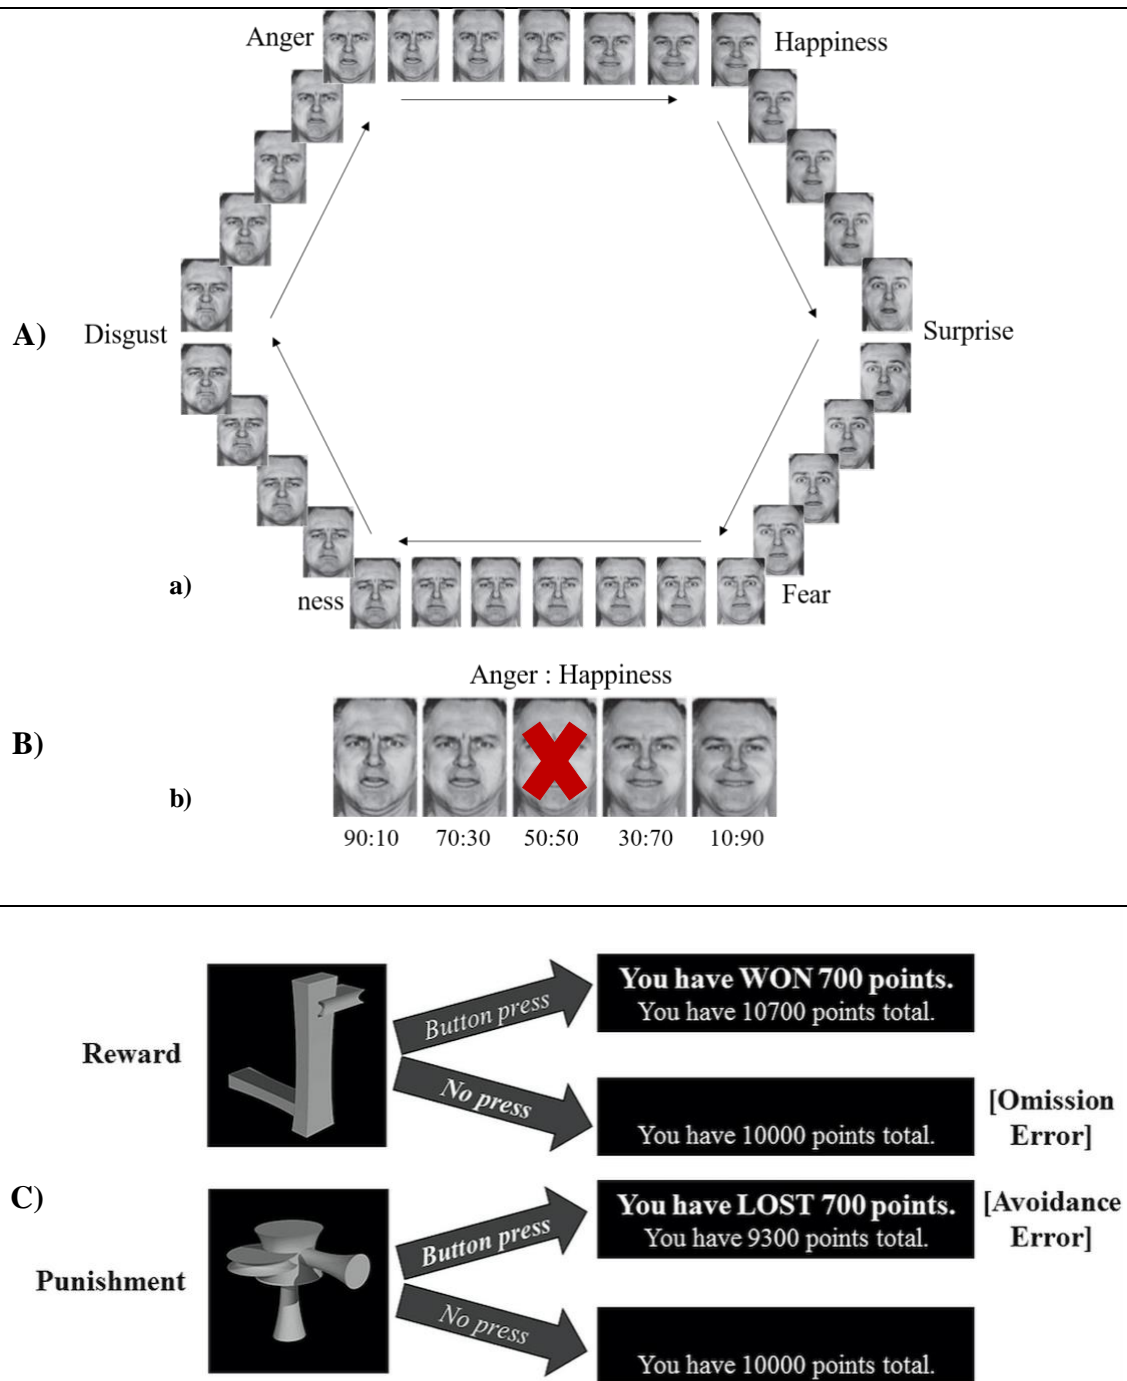 Anger
Happiness
A)
Disgust
Surprise
a)
ness
Fear
Anger : Happiness
B)
b)
90:10 70:30 50:50 30:70 10:90
Reward
Button press
You have WON 700 points.
You have 10700 points total.
No press
You have 10000 points total.
[Omission
Error]
C)
Punishment
Button press
You have LOST 700 points.
You have 9300 points total.
[Avoidance
Error]
No press
You have 10000 points total.